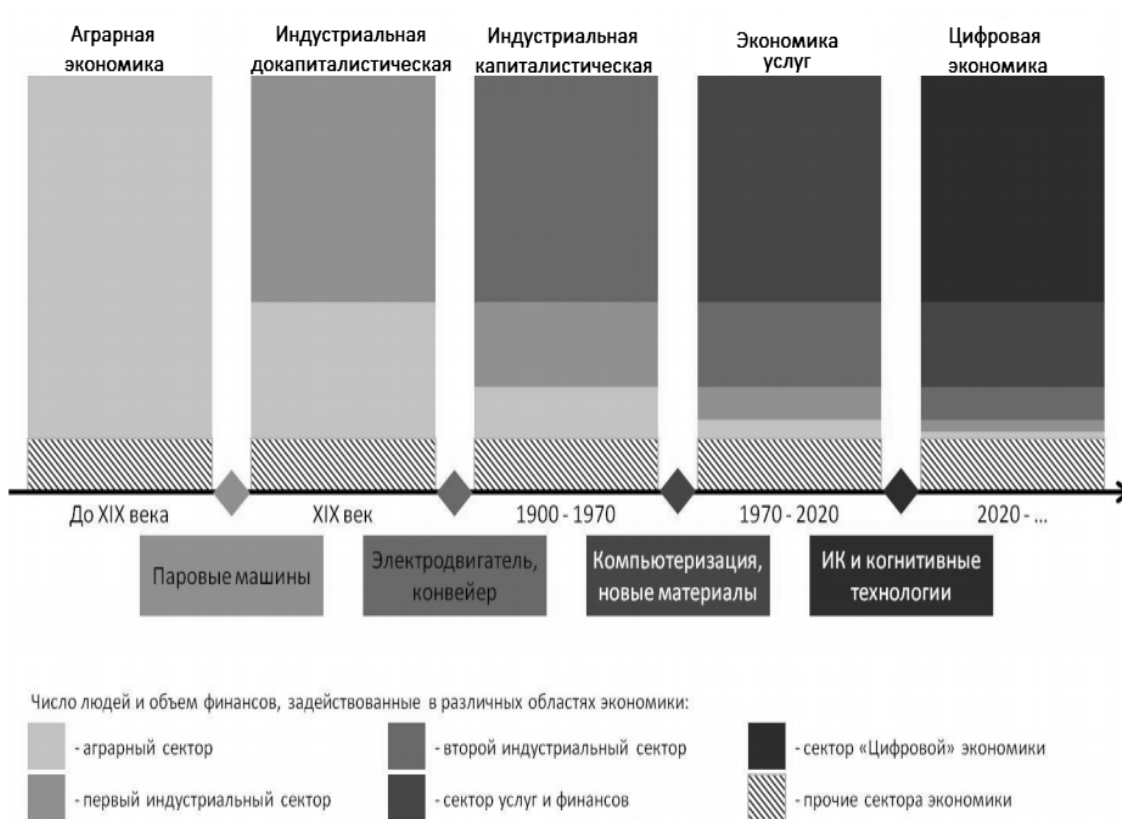 Аграрная
экономика
Индустриальная
докапиталистическая
Индустриальная
капиталистическая
Экономика
услуг
Цифровая
экономика
До XIX века
XIX век
1900 - 1970
1970 - 2020
2020 - ...
Паровые машины
Электродвигатель,
конвейер
Компьютеризация,
новые материалы
ИК и когнитивные
технологии
Число людей и объем финансов, задействованные в различных областях экономики:
- аграрный сектор
- второй индустриальный сектор
- сектор «Цифровой» экономики
- первый индустриальный сектор
- сектор услуг и финансов
- прочие сектора экономики